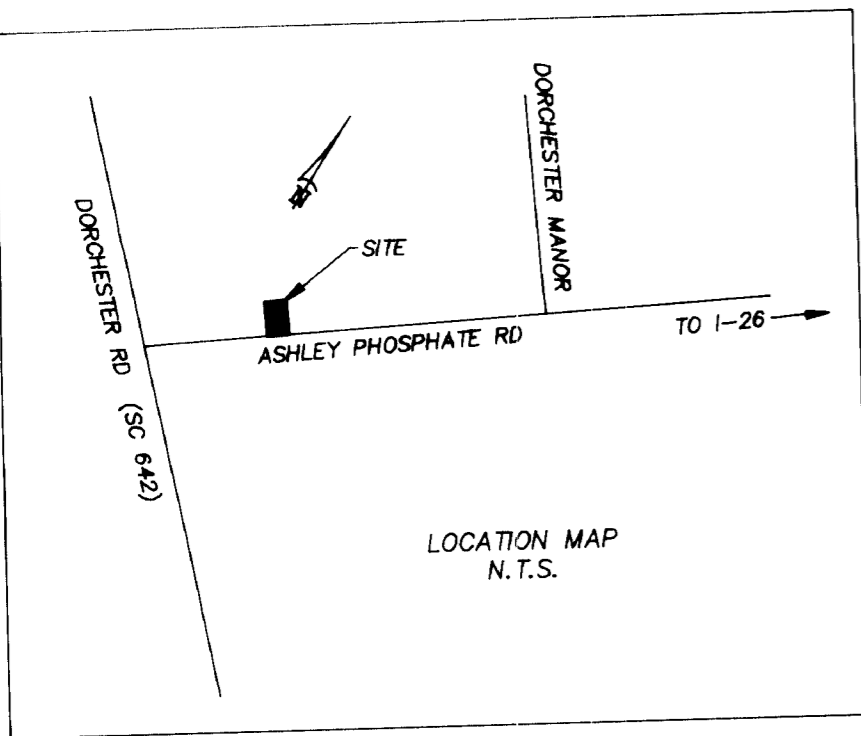 DORCHESTER RD (SC 642)
N
SITE
DORCHESTER MANOR
ASHLEY PHOSPHATE RD
TO I-26
LOCATION MAP
N.T.S.